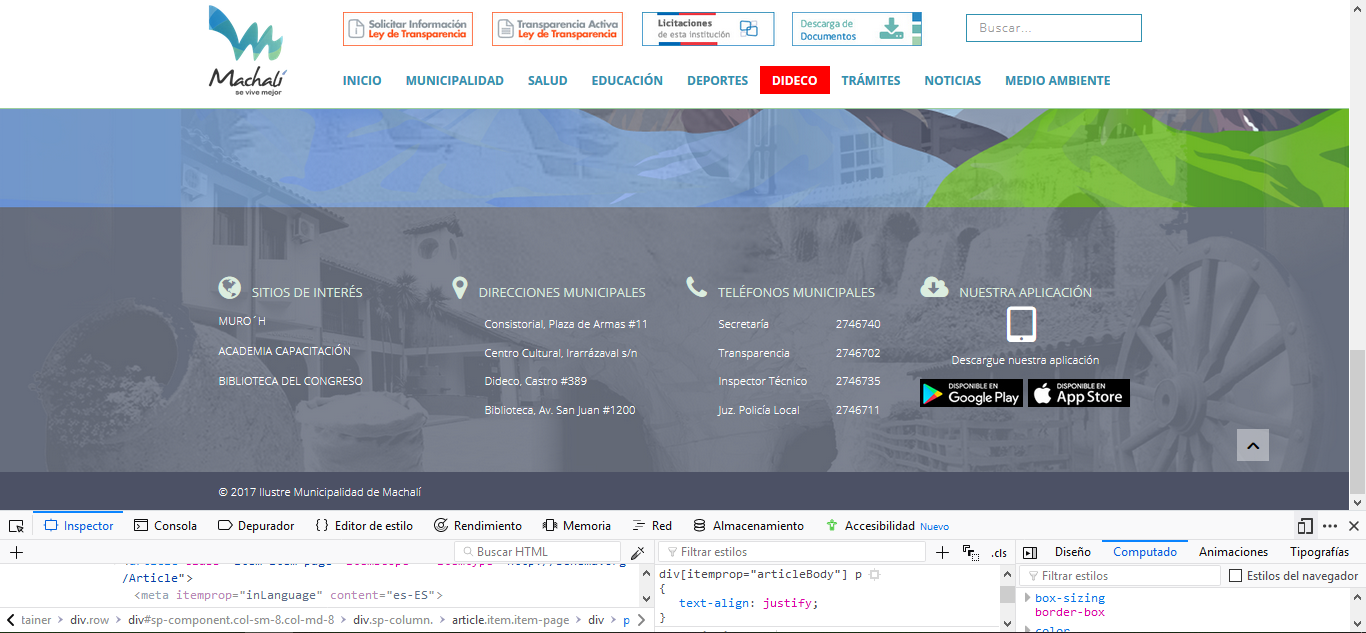 Machalí
se vive mejor
Solicitar Información
Ley de Transparencia
Transparencia Activa
Ley de Transparencia
Licitaciones
de esta institución
Descarga de
Documentos
Buscar...
INICIO MUNICIPALIDAD SALUD EDUCACIÓN DEPORTES DIDECO TRÁMITES NOTICIAS MEDIO AMBIENTE
SITIOS DE INTERÉS
MURO´H
ACADEMIA CAPACITACIÓN
BIBLIOTECA DEL CONGRESO
DIRECCIONES MUNICIPALES
Consistorial, Plaza de Armas #11
Centro Cultural, Irarrázaval s/n
Dideco, Castro #389
Biblioteca, Av. San Juan #1200
TELÉFONOS MUNICIPALES
Secretaría 2746740
Transparencia 2746702
Inspector Técnico 2746735
Juz. Policía Local 2746711
NUESTRA APLICACIÓN
Descargue nuestra aplicación
DISPONIBLE EN
Google Play
DISPONIBLE EN
App Store
© 2017 Ilustre Municipalidad de Machalí
Inspector Consola Depurador {} Editor de estilo Rendimiento Memoria Red Almacenamiento Accesibilidad Nuevo
Buscar HTML
Filtrar estilos
.cls
Diseño Computado Animaciones Tipografías
/Article">
<meta itemprop="inLanguage" content="es-ES">
tainer > div.row > div#sp-component.col-sm-8.col-md-8 > div.sp-column. > article.item.item-page > div > p
div[itemprop="articleBody"] p
{
text-align: justify;
}
Filtrar estilos
Estilos del navegador
box-sizing
border-box
color